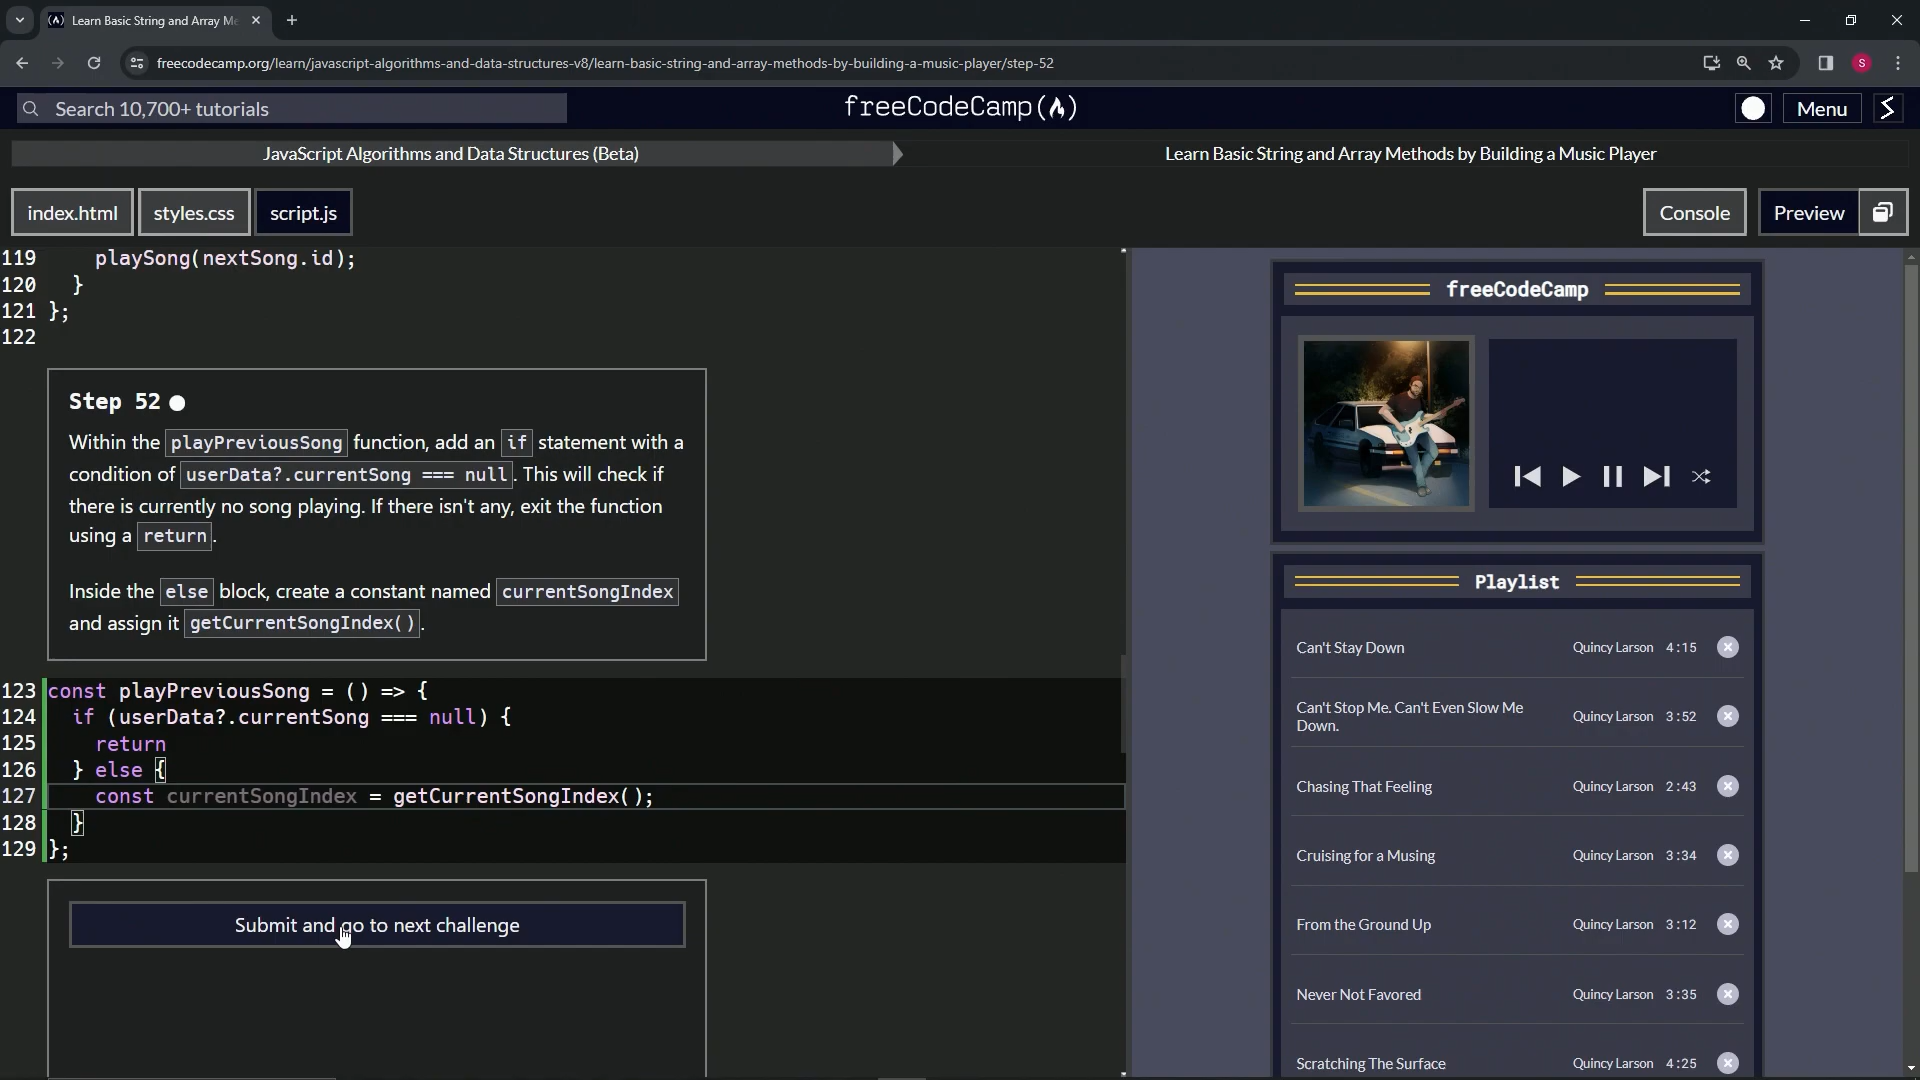 Learn Basic String and Array Me
freecodecamp.org/learn/javascript-algorithms-and-data-structures-v8/learn-basic-string-and-array-methods-by-building-a-music-player/step-52
S
Search 10,700+ tutorials
freeCodeCamp
Menu
JavaScript Algorithms and Data Structures (Beta)
Learn Basic String and Array Methods by Building a Music Player
index.html
styles.css
script.js
Console
Preview
119 playSong(nextSong.id);
120 }
121 };
122
Step 52
Within the playPreviousSong function, add an if statement with a
condition of userData?.currentSong === null. This will check if
there is currently no song playing. If there isn't any, exit the function
using a return.
Inside the else block, create a constant named currentSongIndex
and assign it getCurrentSongIndex().
123 const playPreviousSong = () => {
124 if (userData?.currentSong === null) {
125 return
126 } else {
127 const currentSongIndex = getCurrentSongIndex();
128 }
129 };
Submit and go to next challenge
freeCodeCamp
Playlist
Can't Stay Down Quincy Larson 4:15
Can't Stop Me. Can't Even Slow Me
Down. Quincy Larson 3:52
Chasing That Feeling Quincy Larson 2:43
Cruising for a Musing Quincy Larson 3:34
From the Ground Up Quincy Larson 3:12
Never Not Favored Quincy Larson 3:35
Scratching The Surface Quincy Larson 4:25